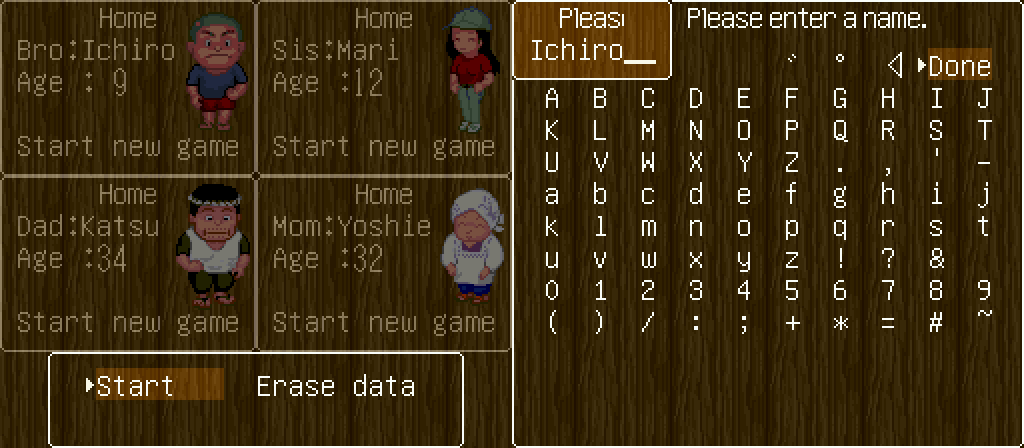 Home
Bro:Ichiro
Age : 9
Start new game
Home
Sis:Mari
Age :12
Start new game
Home
Dad:Katsu
Age :34
Start new game
Home
Mom:Yoshie
Age :32
Start new game
▶Start Erase data
Pleas
Ichiro__
Please enter a name.
゛ ° ◁ ▶Done
A B C D E F G H I J
K L M N O P Q R S T
U V W X Y Z . , ' -
a b c d e f g h i j
k l m n o p q r s t
u v w x y z ! ? &
0 1 2 3 4 5 6 7 8 9
( ) / : ; + * = # ~